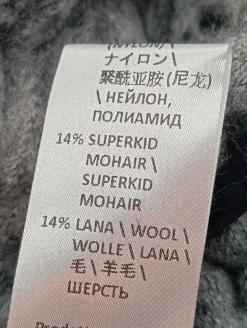 (NYLON) \
ナイロン \
聚酰亚胺 (尼龙)
\ НЕЙЛОН,
ПОЛИАМИД
14% SUPERKID
MOHAIR \
SUPERKID
MOHAIR
14% LANA \ WOOL \
WOLLE \ LANA \
毛 \ 羊毛 \
ШЕРСТЬ